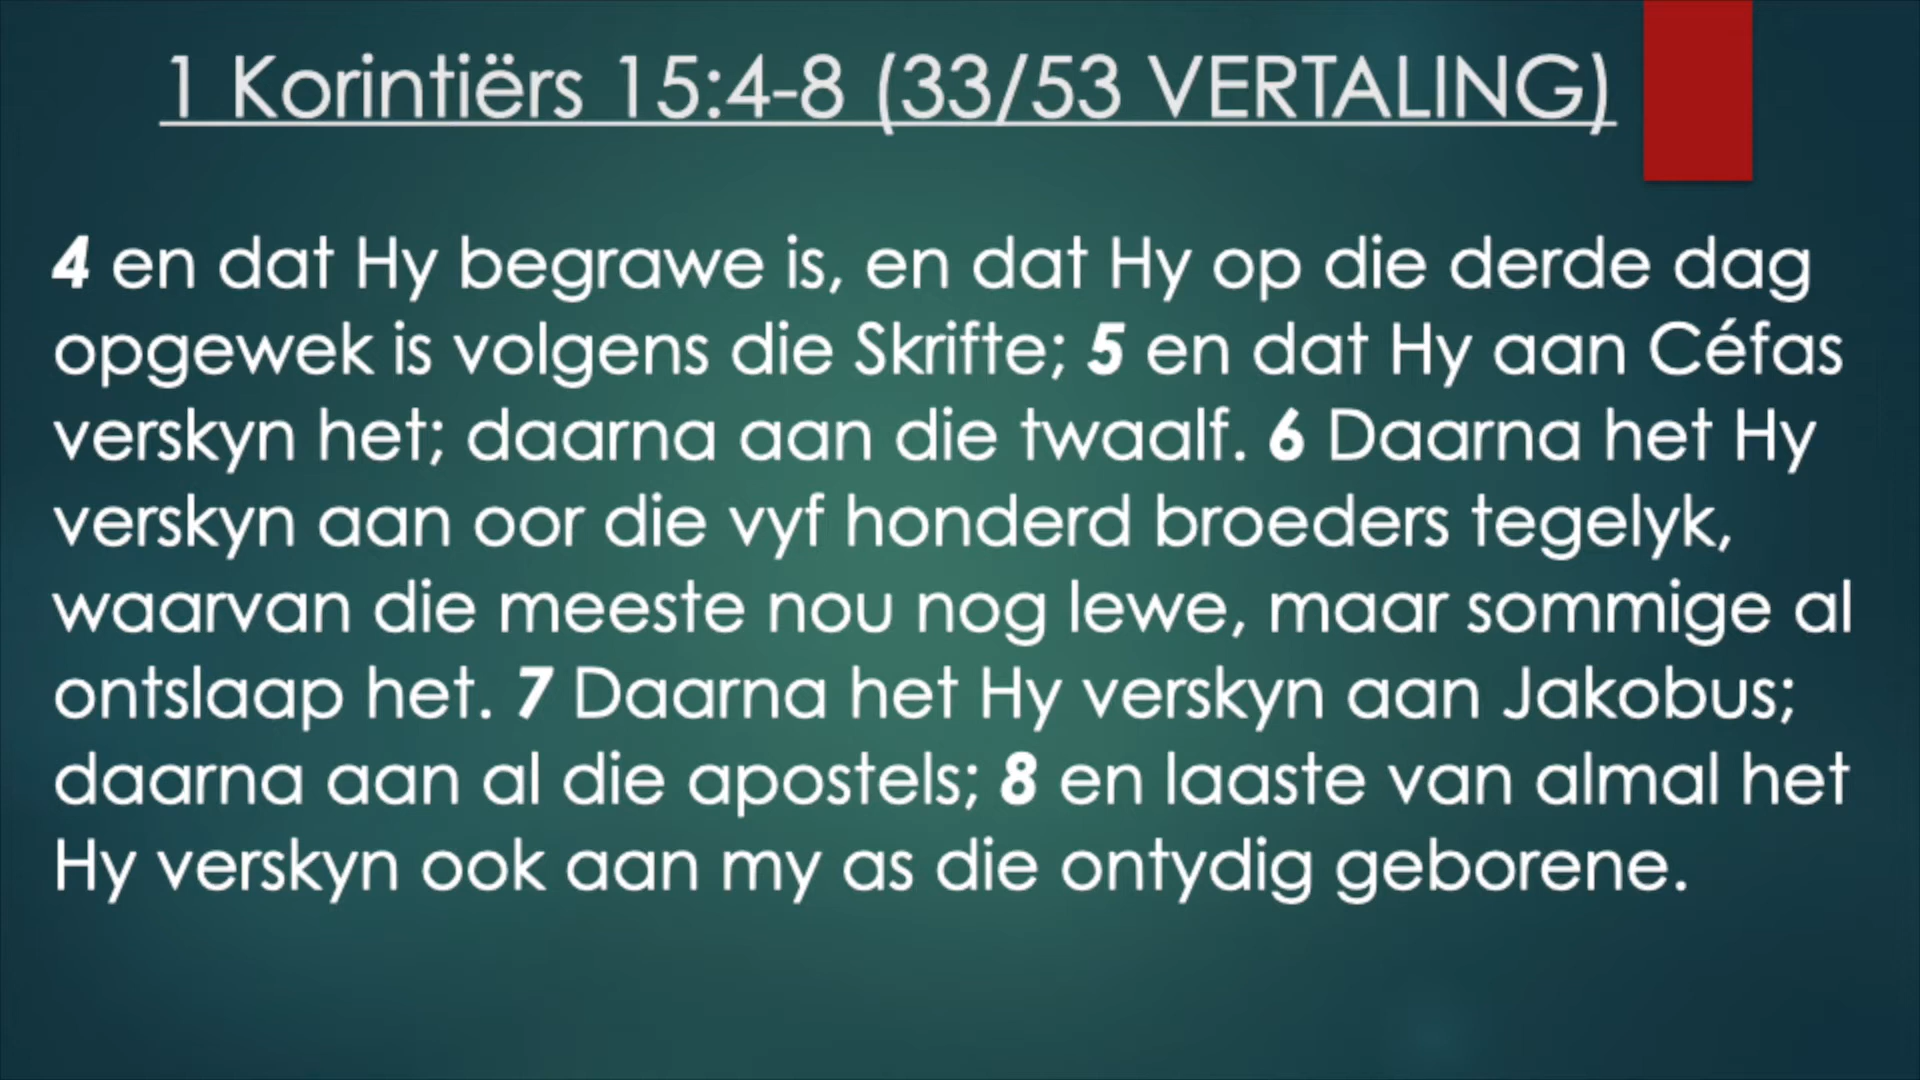 1 Korintiërs 15:4-8 (33/53 VERTALING)
4 en dat Hy begrawe is, en dat Hy op die derde dag
opgewek is volgens die Skrifte; 5 en dat Hy aan Céfas
verskyn het; daarna aan die twaalf. 6 Daarna het Hy
verskyn aan oor die vyf honderd broeders tegelyk,
waarvan die meeste nou nog lewe, maar sommige al
ontslaap het. 7 Daarna het Hy verskyn aan Jakobus;
daarna aan al die apostels; 8 en laaste van almal het
Hy verskyn ook aan my as die ontydig geborene.